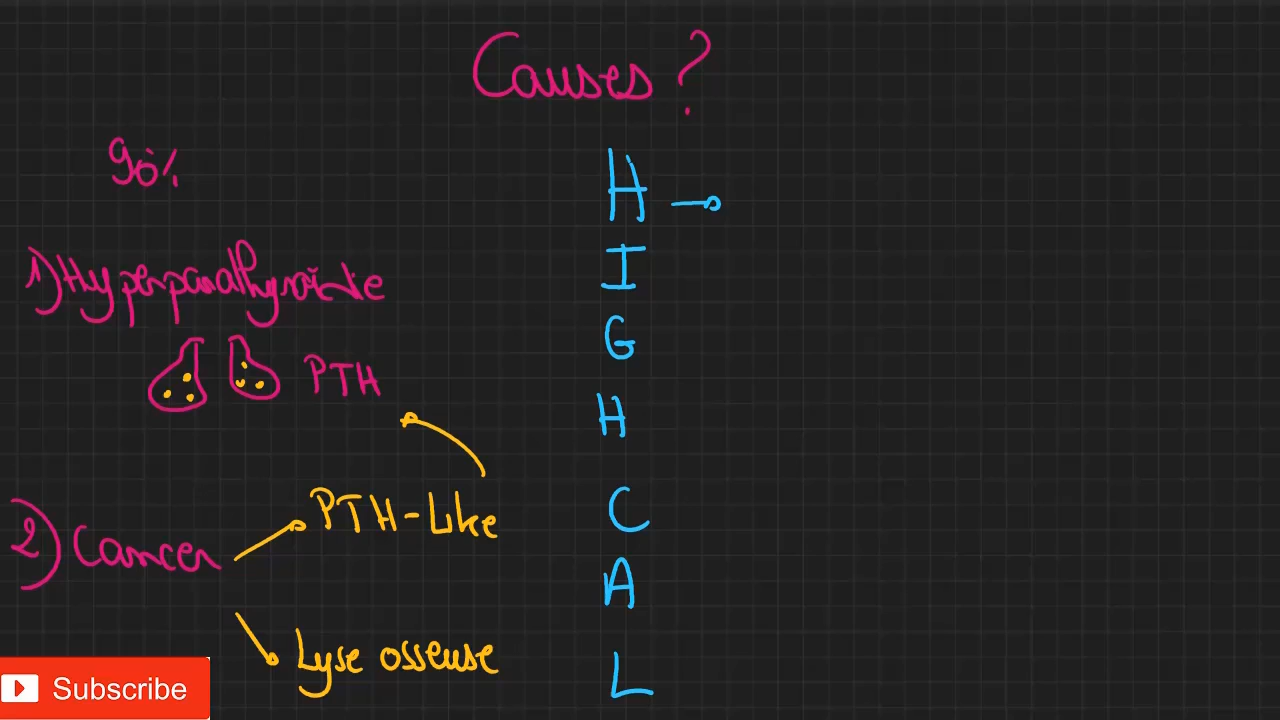 Causes ?
90%
1) Hyperparathyroïdie
PTH
PTH-Like
2) Cancer
Lyse osseuse
H
I
G
H
C
A
L
Subscribe